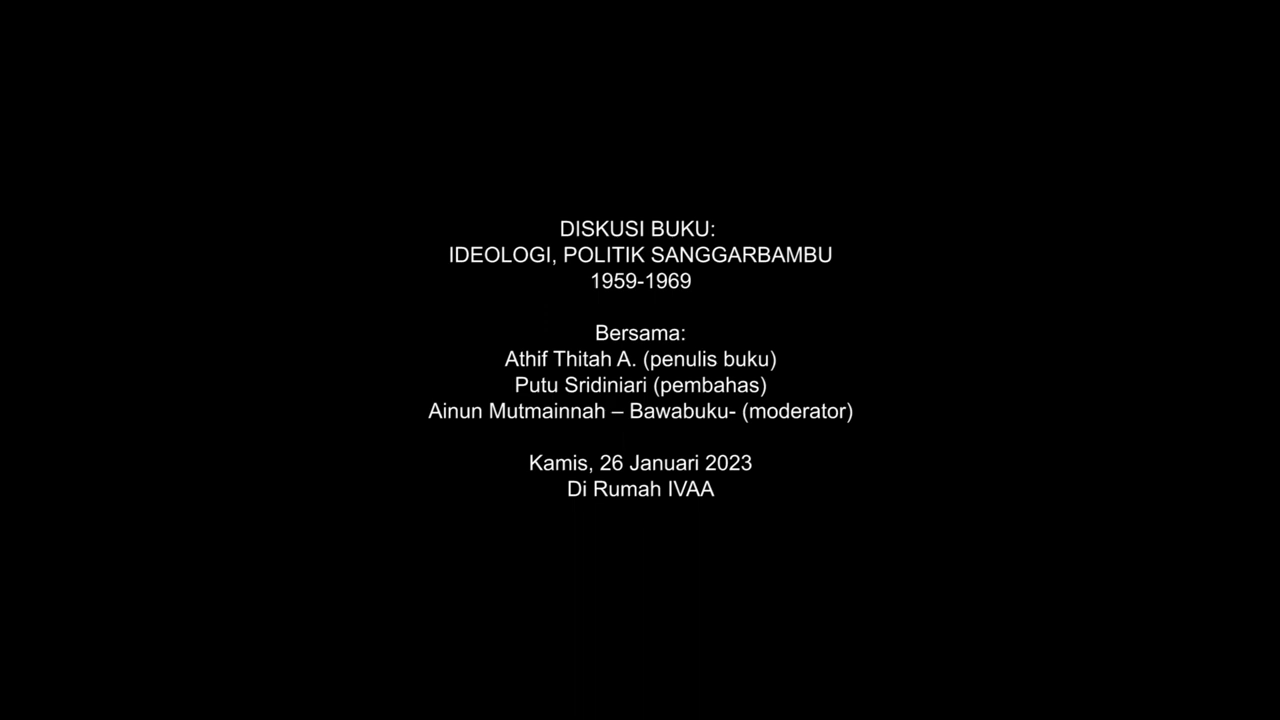 DISKUSI BUKU:
IDEOLOGI, POLITIK SANGGARBAMBU
1959-1969
Bersama:
Athif Thitah A. (penulis buku)
Putu Sridiniari (pembahas)
Ainun Mutmainnah – Bawabuku- (moderator)
Kamis, 26 Januari 2023
Di Rumah IVAA